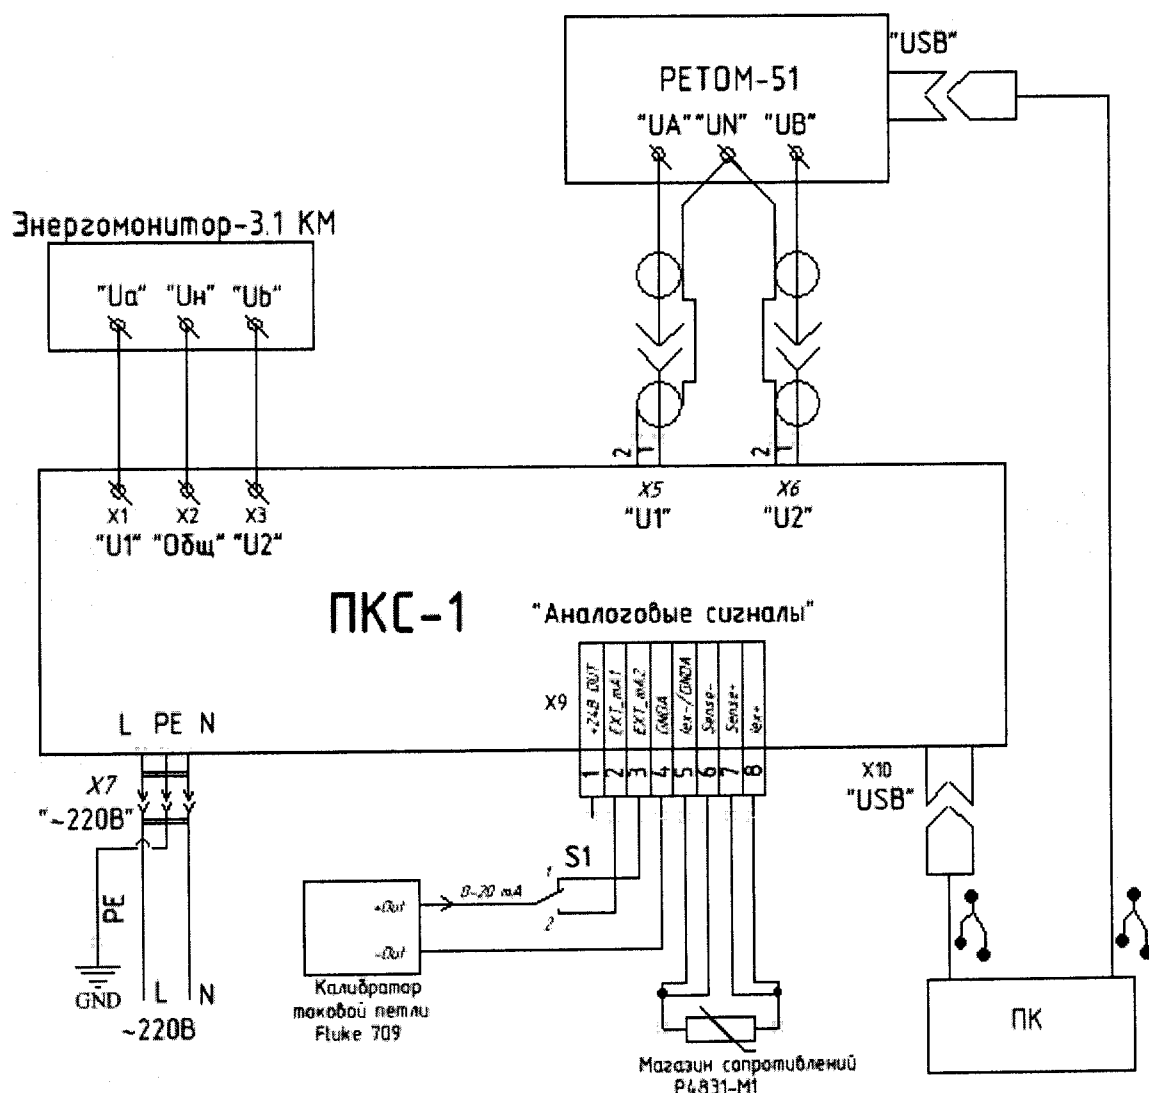 "USB"
РЕТОМ-51
"UA" "UN" "UB"
Энергомонитор-3.1 КМ
"Ua" "Uн" "Ub"
2 1 2 1
X1 X2 X3
"U1" "Общ" "U2"
X5 X6
"U1" "U2"
ПКС-1
"Аналоговые сигналы"
X9
+24В OUT
EXT_mA1
EXT_mA2
GNDA
Iex-/GNDA
Sense-
Sense+
Iex+
1 2 3 4 5 6 7 8
L PE N
X7
"~220В"
X10
"USB"
PE
GND
L N
~220В
S1
1
2
0-20 mA
+Out
-Out
Калибратор
токовой петли
Fluke 709
Магазин сопротивлений
Р4831-М1
ПК